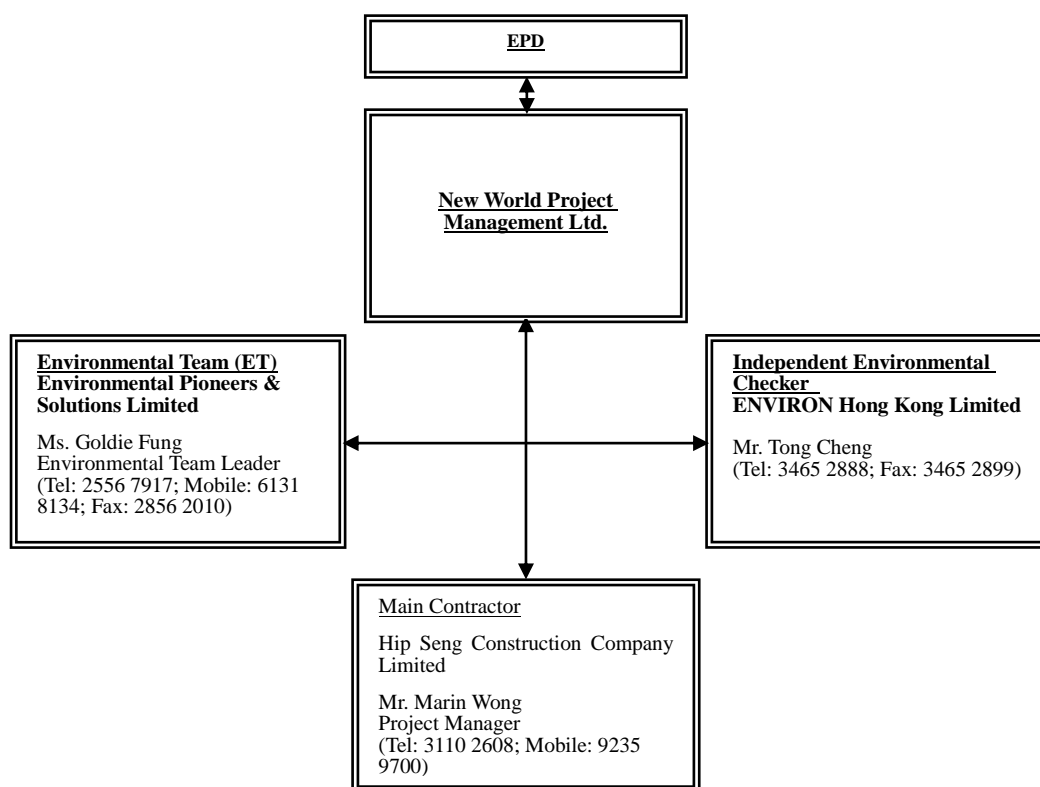 EPD
New World Project
Management Ltd.
Environmental Team (ET)
Environmental Pioneers &
Solutions Limited
Ms. Goldie Fung
Environmental Team Leader
(Tel: 2556 7917; Mobile: 6131
8134; Fax: 2856 2010)
Independent Environmental
Checker
ENVIRON Hong Kong Limited
Mr. Tong Cheng
(Tel: 3465 2888; Fax: 3465 2899)
Main Contractor
Hip Seng Construction Company
Limited
Mr. Marin Wong
Project Manager
(Tel: 3110 2608; Mobile: 9235
9700)